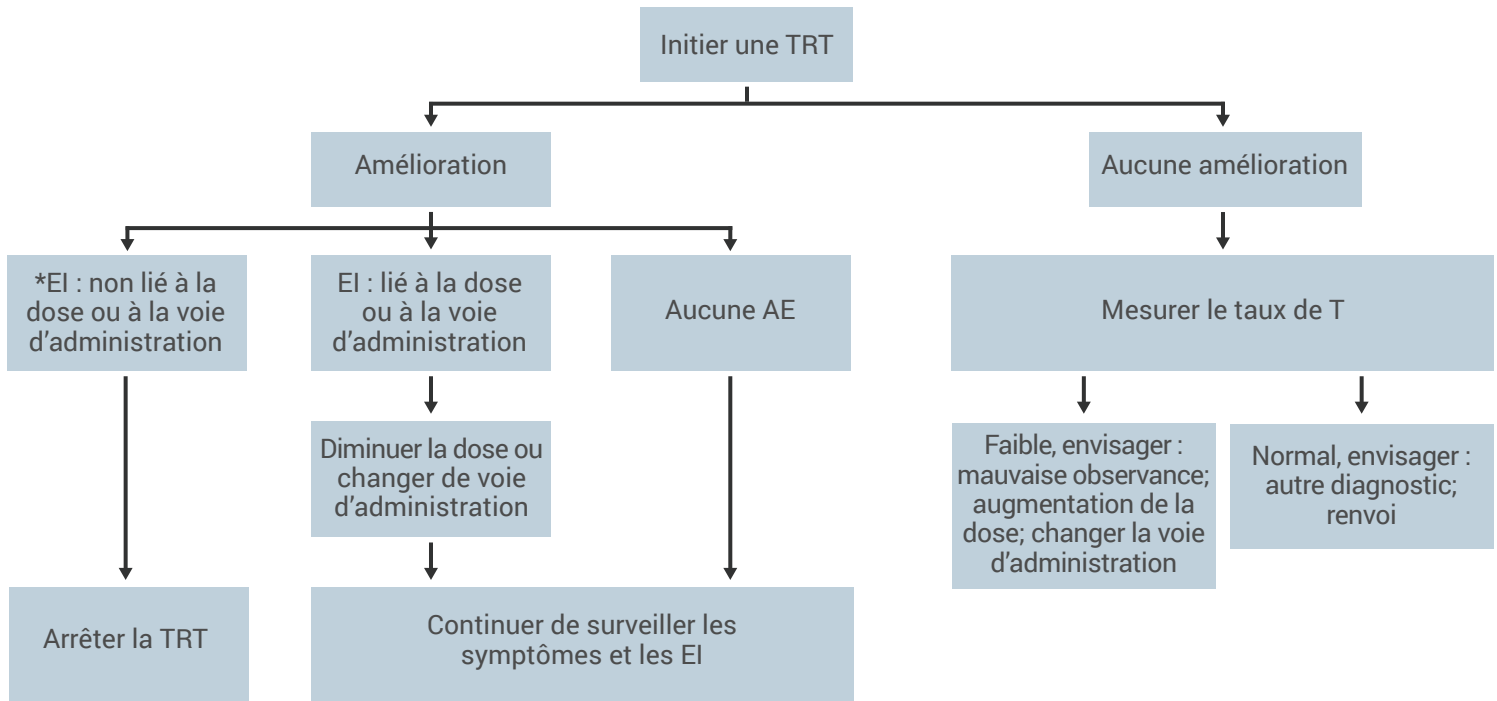 Initier une TRT
Amélioration
Aucune amélioration
*EI : non lié à la
dose ou à la voie
d’administration
EI : lié à la dose
ou à la voie
d’administration
Aucune AE
Mesurer le taux de T
Diminuer la dose ou
changer de voie
d’administration
Faible, envisager :
mauvaise observance;
augmentation de la
dose; changer la voie
d’administration
Normal, envisager :
autre diagnostic;
renvoi
Arrêter la TRT
Continuer de surveiller les
symptômes et les EI